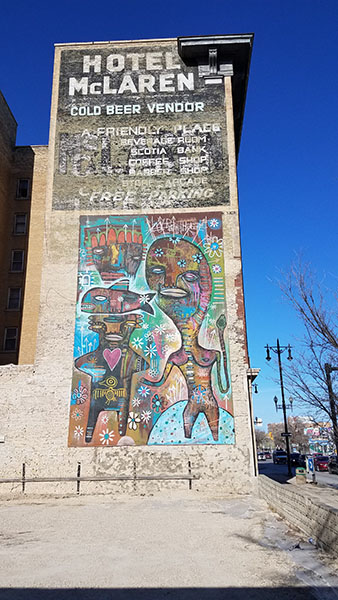 HOTEL
McLAREN
COLD BEER VENDOR
A FRIENDLY PLACE
BEVERAGE ROOM
SCOTIA BANK
COFFEE SHOP
BARBER SHOP
FREE PARKING